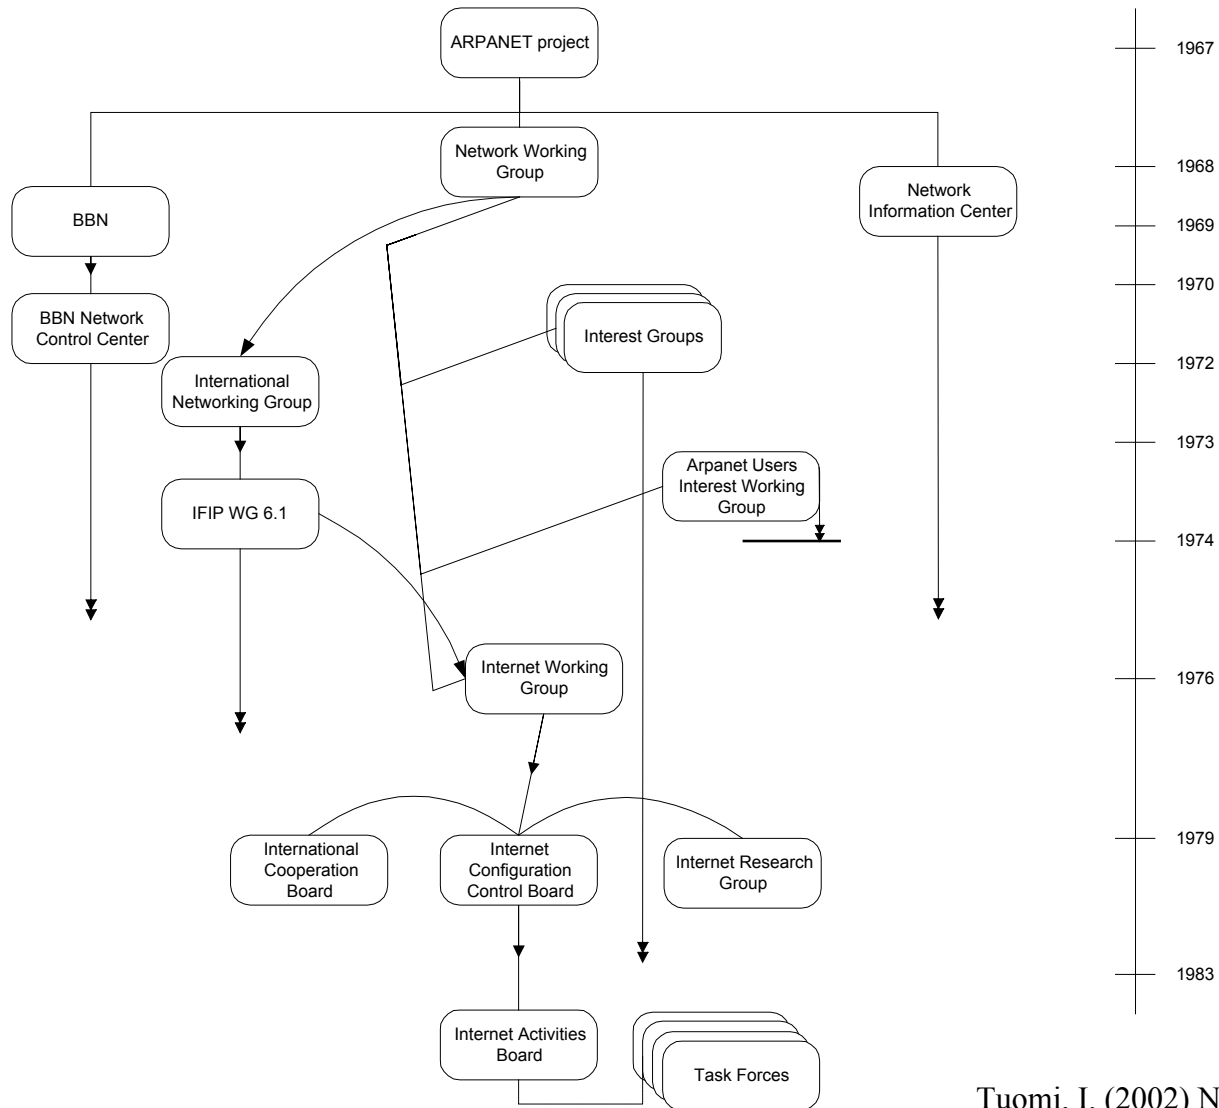 ARPANET project
1967
Network Working
Group
1968
Network
Information Center
BBN
1969
1970
BBN Network
Control Center
Interest Groups
1972
International
Networking Group
1973
Arpanet Users
Interest Working
Group
IFIP WG 6.1
1974
Internet Working
Group
1976
1979
International
Cooperation
Board
Internet
Configuration
Control Board
Internet Research
Group
1983
Internet Activities
Board
Task Forces
Tuomi, I. (2002) N